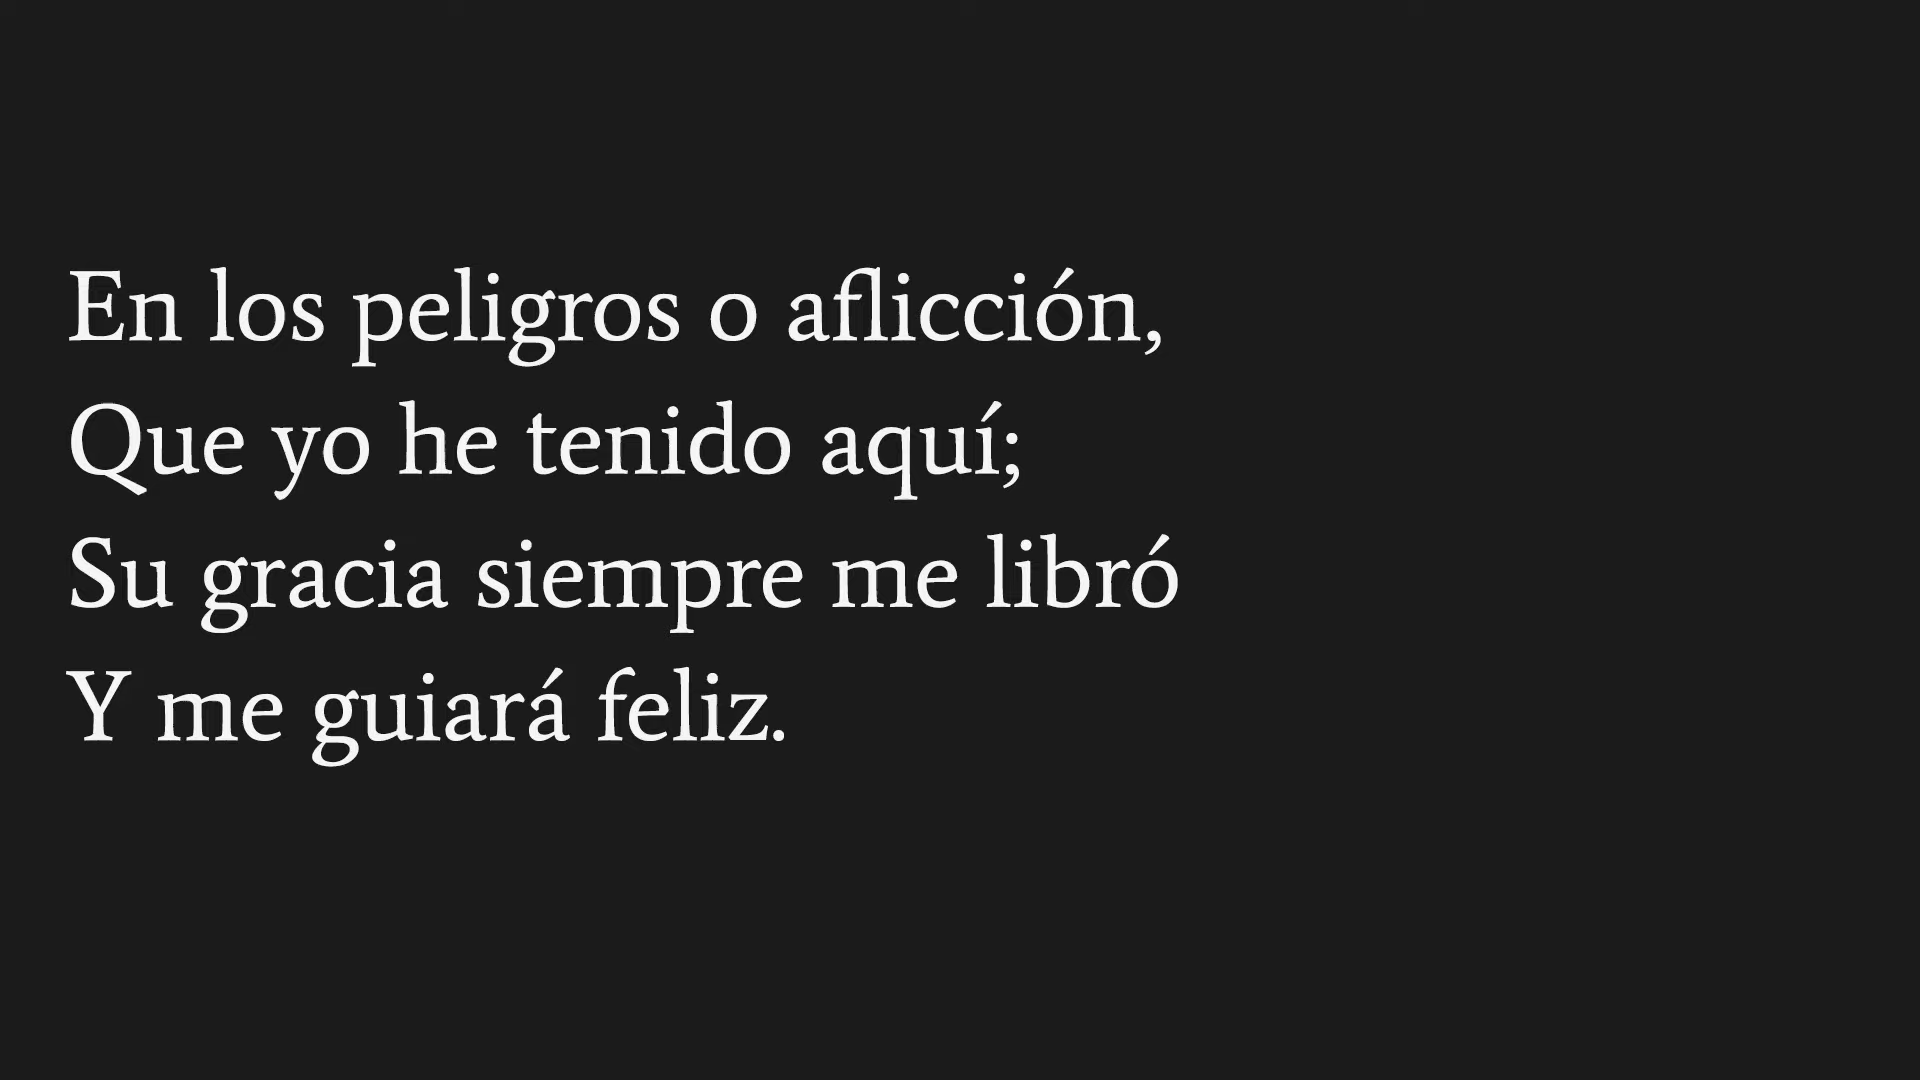 En los peligros o aflicción,
Que yo he tenido aquí;
Su gracia siempre me libró
Y me guiará feliz.